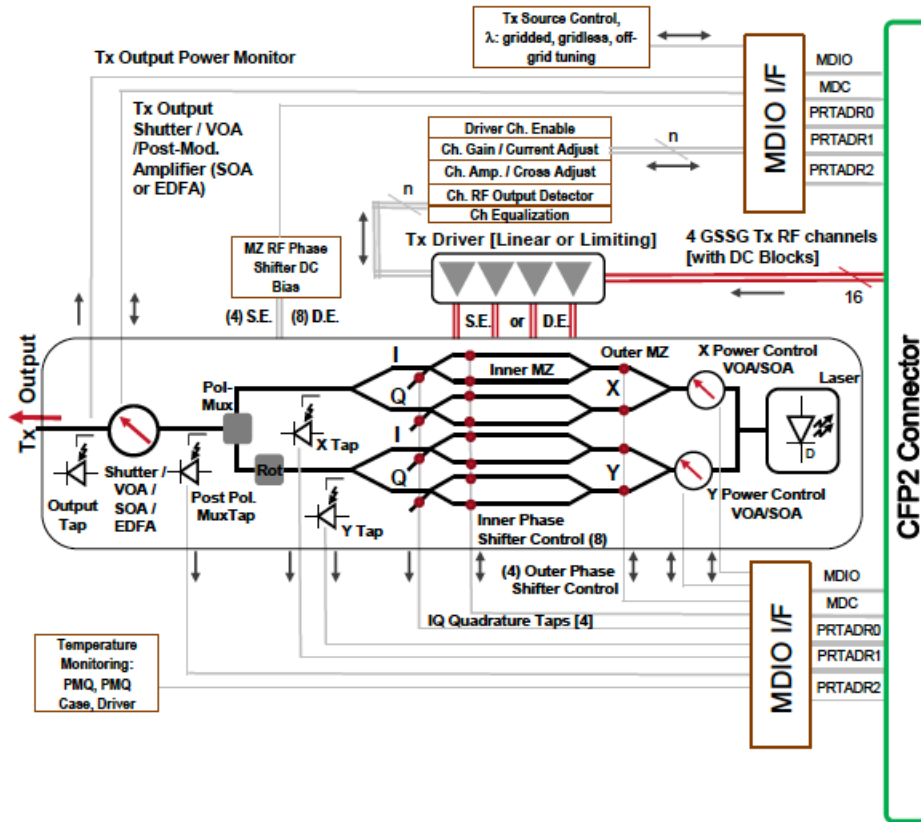 Tx Source Control,
λ: gridded, gridless, off-
grid tuning
Tx Output Power Monitor
MDIO I/F
MDIO
MDC
PRTADR0
PRTADR1
PRTADR2
Tx Output
Shutter / VOA
/Post-Mod.
Amplifier (SOA
or EDFA)
Driver Ch. Enable
Ch. Gain / Current Adjust
Ch. Amp. / Cross Adjust
Ch. RF Output Detector
Ch Equalization
n
n
Tx Driver [Linear or Limiting]
4 GSSG Tx RF channels
[with DC Blocks]
16
MZ RF Phase
Shifter DC
Bias
(4) S.E.
(8) D.E.
S.E. or D.E.
CFP2 Connector
Tx Output
Pol-
Mux
I
Q
I
Q
Inner MZ
Outer MZ
X
Y
X Power Control
VOA/SOA
Laser
D
X Tap
Rot
Output
Tap
Shutter /
VOA /
SOA /
EDFA
Post Pol.
MuxTap
Y Tap
Inner Phase
Shifter Control (8)
Y Power Control
VOA/SOA
(4) Outer Phase
Shifter Control
IQ Quadrature Taps [4]
MDIO I/F
MDIO
MDC
PRTADR0
PRTADR1
PRTADR2
Temperature
Monitoring:
PMQ, PMQ
Case, Driver